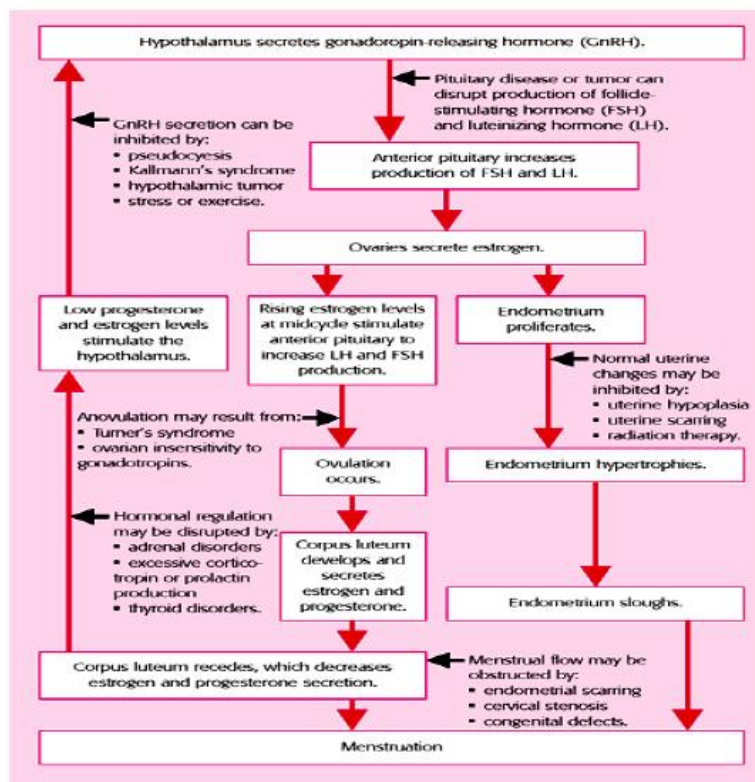 Hypothalamus secretes gonadoropin-releasing hormone (GnRH).
Pituitary disease or tumor can
disrupt production of follicle-
stimulating hormone (FSH)
and luteinizing hormone (LH).
GnRH secretion can be
inhibited by:
▪ pseudocyesis
▪ Kallmann's syndrome
▪ hypothalamic tumor
▪ stress or exercise.
Anterior pituitary increases
production of FSH and LH.
Ovaries secrete estrogen.
Low progesterone
and estrogen levels
stimulate the
hypothalamus.
Rising estrogen levels
at midcycle stimulate
anterior pituitary to
increase LH and FSH
production.
Endometrium
proliferates.
Normal uterine
changes may be
inhibited by:
▪ uterine hypoplasia
▪ uterine scarring
▪ radiation therapy.
Anovulation may result from:
▪ Turner's syndrome
▪ ovarian insensitivity to
gonadotropins.
Ovulation
occurs.
Endometrium hypertrophies.
Hormonal regulation
may be disrupted by:
▪ adrenal disorders
▪ excessive cortico-
tropin or prolactin
production
▪ thyroid disorders.
Corpus luteum
develops and
secretes
estrogen and
progesterone.
Endometrium sloughs.
Corpus luteum recedes, which decreases
estrogen and progesterone secretion.
Menstrual flow may be
obstructed by:
▪ endometrial scarring
▪ cervical stenosis
▪ congenital defects.
Menstruation